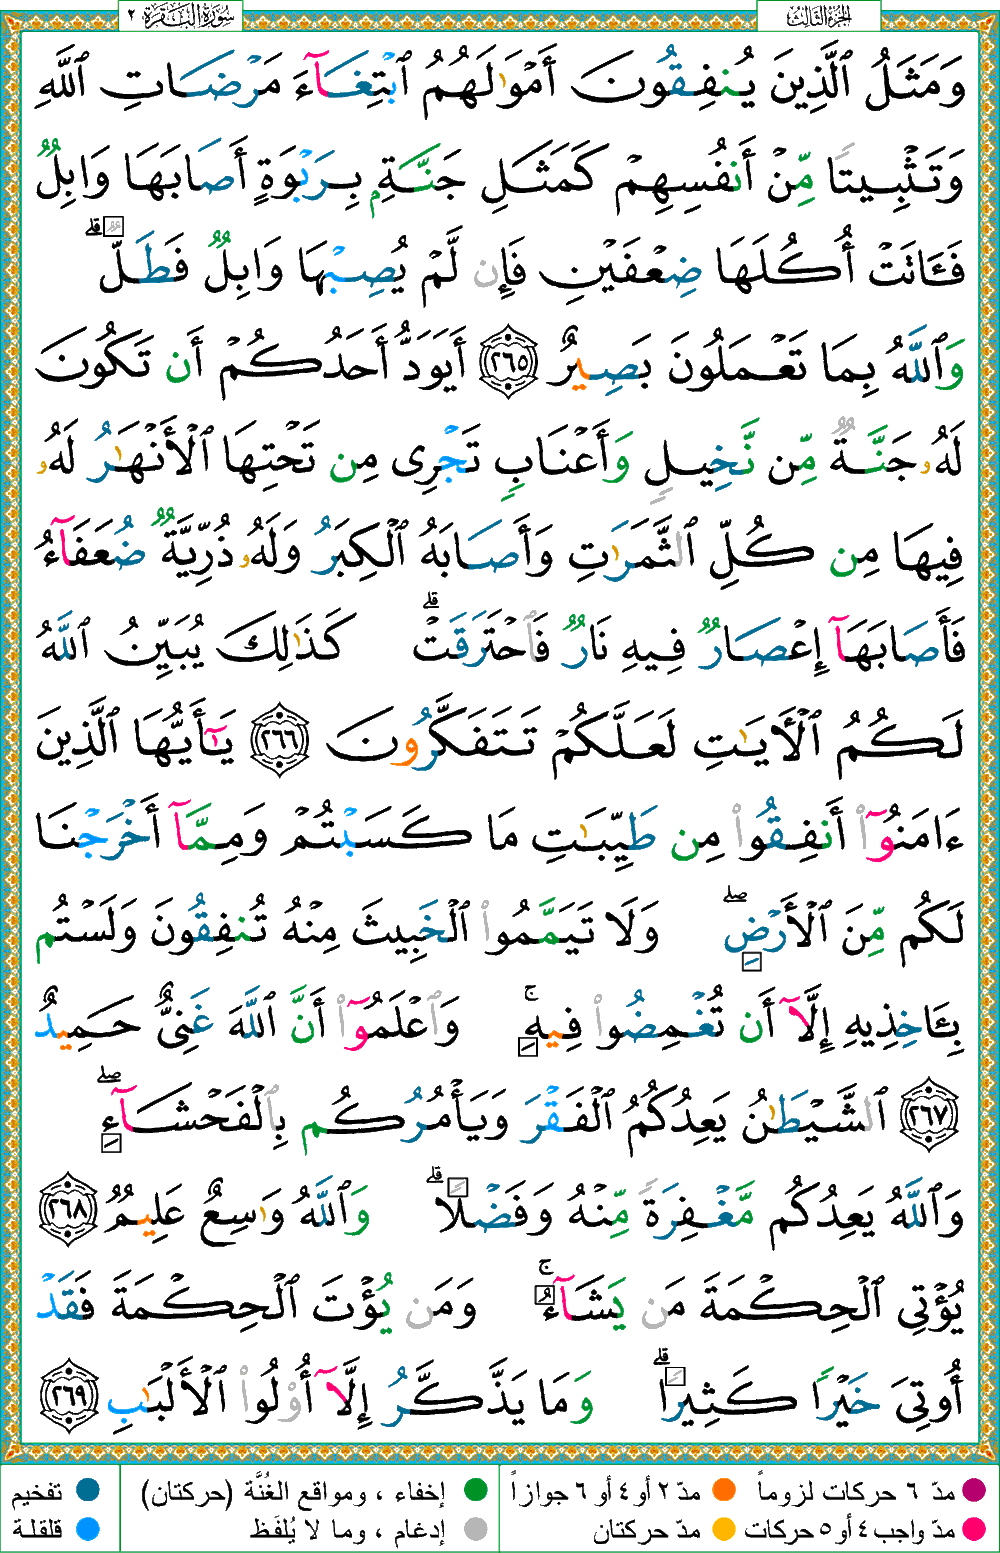 الجزء الثالث
سورة البقرة ٢
وَمَثَلُ ٱلَّذِينَ يُنفِقُونَ أَمْوَٰلَهُمُ ٱبْتِغَآءَ مَرْضَاتِ ٱللَّهِ
وَتَثْبِيتًا مِّنْ أَنفُسِهِمْ كَمَثَلِ جَنَّةٍۭ بِرَبْوَةٍ أَصَابَهَا وَابِلٌ
فَـَٔاتَتْ أُكُلَهَا ضِعْفَيْنِ فَإِن لَّمْ يُصِبْهَا وَابِلٌ فَطَلٌّ ۗ
وَٱللَّهُ بِمَا تَعْمَلُونَ بَصِيرٌ ٢٦٥ أَيَوَدُّ أَحَدُكُمْ أَن تَكُونَ
لَهُۥ جَنَّةٌ مِّن نَّخِيلٍ وَأَعْنَابٍ تَجْرِى مِن تَحْتِهَا ٱلْأَنْهَٰرُ لَهُۥ
فِيهَا مِن كُلِّ ٱلثَّمَرَٰتِ وَأَصَابَهُ ٱلْكِبَرُ وَلَهُۥ ذُرِّيَّةٌ ضُعَفَآءُ
فَأَصَابَهَآ إِعْصَارٌ فِيهِ نَارٌ فَٱحْتَرَقَتْ ۗ كَذَٰلِكَ يُبَيِّنُ ٱللَّهُ
لَكُمُ ٱلْـَٔايَٰتِ لَعَلَّكُمْ تَتَفَكَّرُونَ ٢٦٦ يَٰٓأَيُّهَا ٱلَّذِينَ
ءَامَنُوٓا۟ أَنفِقُوا۟ مِن طَيِّبَٰتِ مَا كَسَبْتُمْ وَمِمَّآ أَخْرَجْنَا
لَكُم مِّنَ ٱلْأَرْضِ ۖ وَلَا تَيَمَّمُوا۟ ٱلْخَبِيثَ مِنْهُ تُنفِقُونَ وَلَسْتُم
بِـَٔاخِذِيهِ إِلَّآ أَن تُغْمِضُوا۟ فِيهِ ۚ وَٱعْلَمُوٓا۟ أَنَّ ٱللَّهَ غَنِىٌّ حَمِيدٌ
٢٦٧ ٱلشَّيْطَٰنُ يَعِدُكُمُ ٱلْفَقْرَ وَيَأْمُرُكُم بِٱلْفَحْشَآءِ ۖ
وَٱللَّهُ يَعِدُكُم مَّغْفِرَةً مِّنْهُ وَفَضْلًا ۗ وَٱللَّهُ وَٰسِعٌ عَلِيمٌ ٢٦٨
يُؤْتِى ٱلْحِكْمَةَ مَن يَشَآءُ ۚ وَمَن يُؤْتَ ٱلْحِكْمَةَ فَقَدْ
أُوتِىَ خَيْرًا كَثِيرًا ۗ وَمَا يَذَّكَّرُ إِلَّآ أُو۟لُوا۟ ٱلْأَلْبَٰبِ ٢٦٩
مدّ ٦ حركات لزوماً مدّ ٢ أو ٤ أو ٦ جوازاً إخفاء ، ومواقع الغُنَّة (حركتان) تفخيم
مدّ واجب ٤ أو ٥ حركات مدّ حركتان إدغام ، وما لا يُلفَظ قلقلة